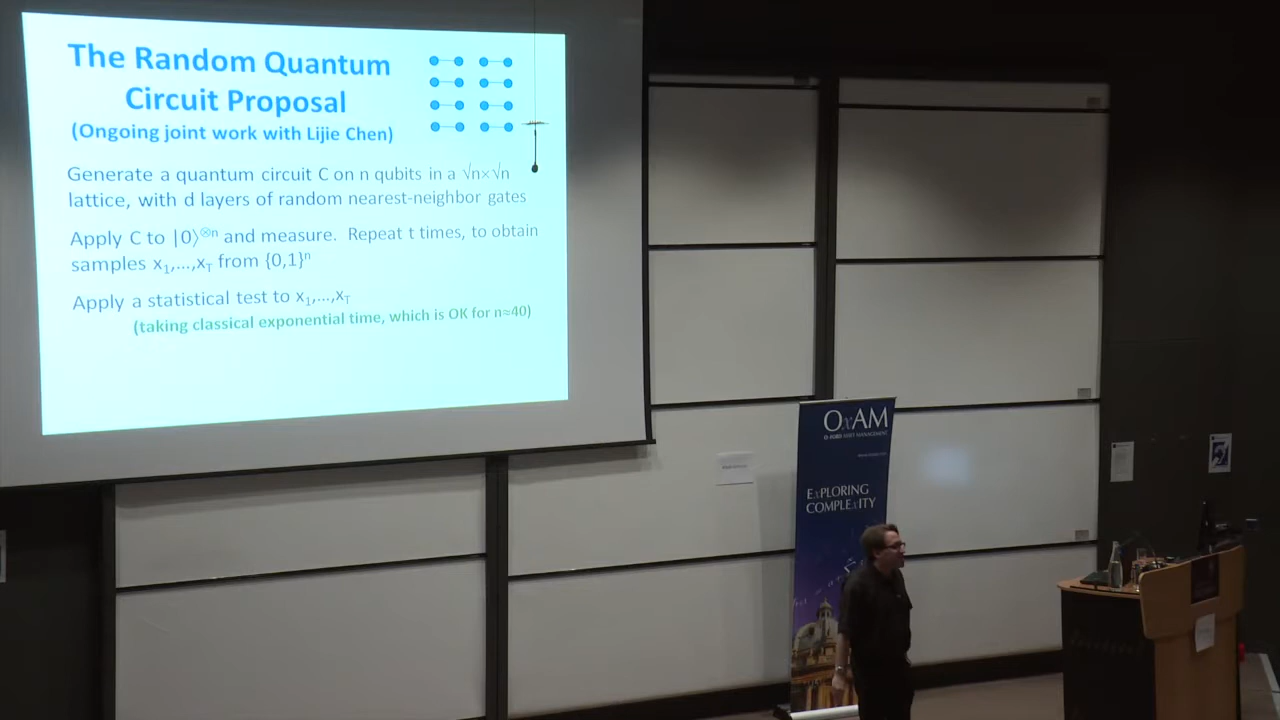 The Random Quantum
Circuit Proposal
(Ongoing joint work with Lijie Chen)
Generate a quantum circuit C on n qubits in a √n×√n
lattice, with d layers of random nearest-neighbor gates
Apply C to |0⟩⊗n and measure. Repeat t times, to obtain
samples x1,...,xT from {0,1}n
Apply a statistical test to x1,...,xT
(taking classical exponential time, which is OK for n≈40)
OxAM
OXFORD ASSET MANAGEMENT
EXPLORING
COMPLEXITY